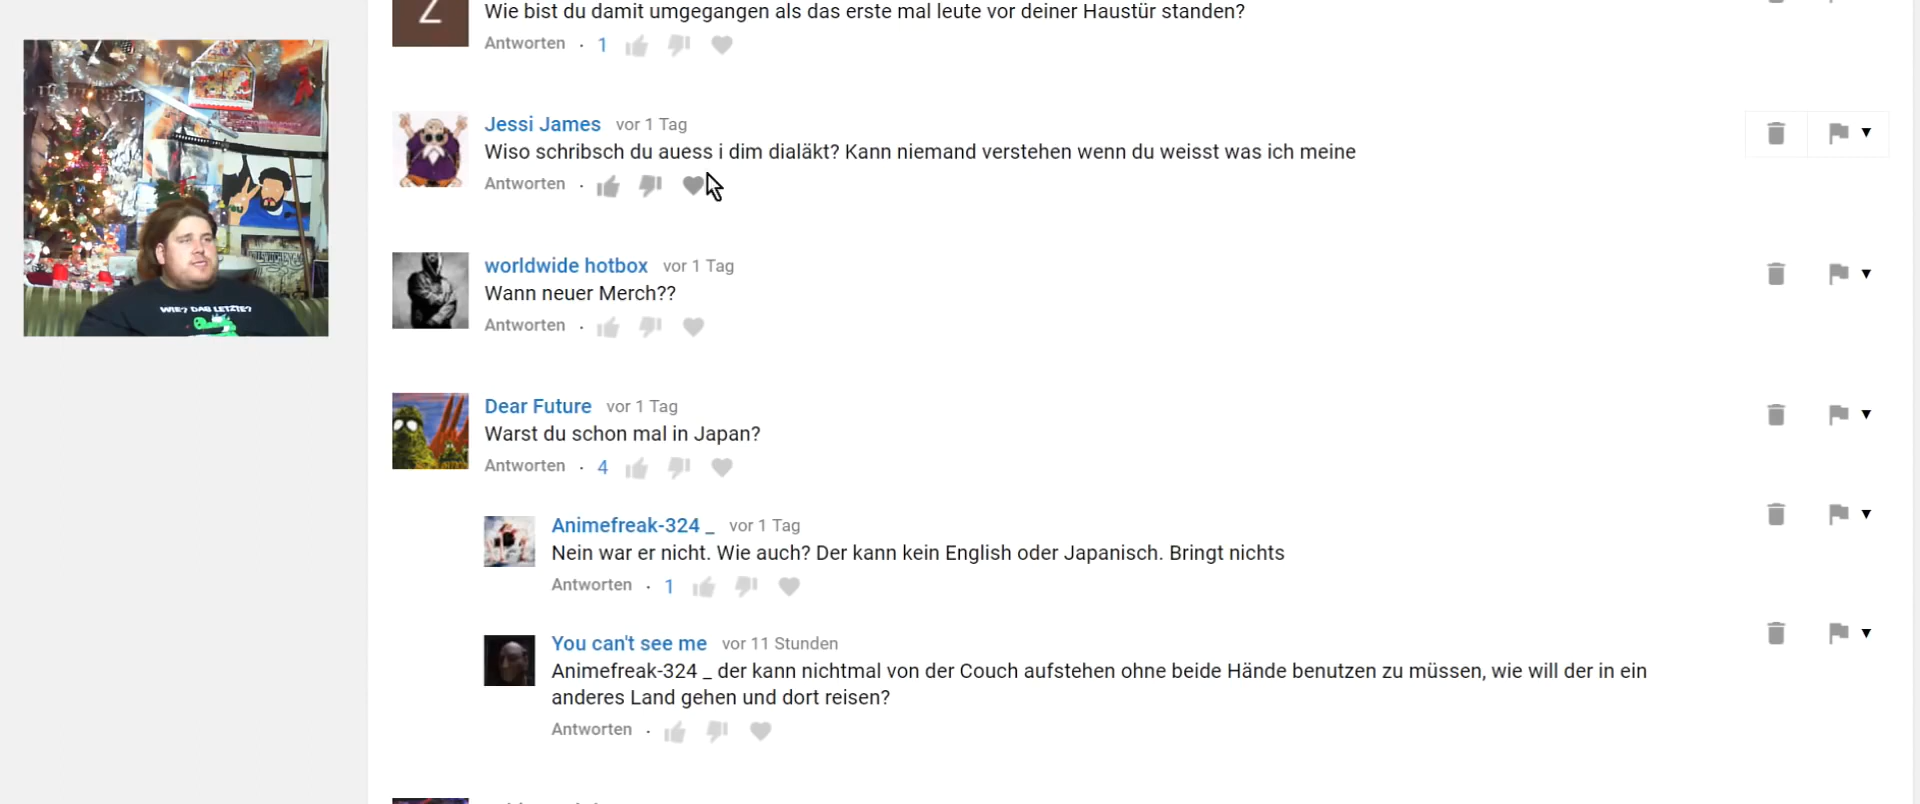 Wie bist du damit umgegangen als das erste mal leute vor deiner Haustür standen?
Antworten · 1
Jessi James vor 1 Tag
Wiso schribsch du auess i dim dialäkt? Kann niemand verstehen wenn du weisst was ich meine
Antworten ·
worldwide hotbox vor 1 Tag
Wann neuer Merch??
Antworten ·
Dear Future vor 1 Tag
Warst du schon mal in Japan?
Antworten · 4
Animefreak-324 _ vor 1 Tag
Nein war er nicht. Wie auch? Der kann kein English oder Japanisch. Bringt nichts
Antworten · 1
You can't see me vor 11 Stunden
Animefreak-324 _ der kann nichtmal von der Couch aufstehen ohne beide Hände benutzen zu müssen, wie will der in ein
anderes Land gehen und dort reisen?
Antworten ·
Z
WIE? DAS LETZTE?